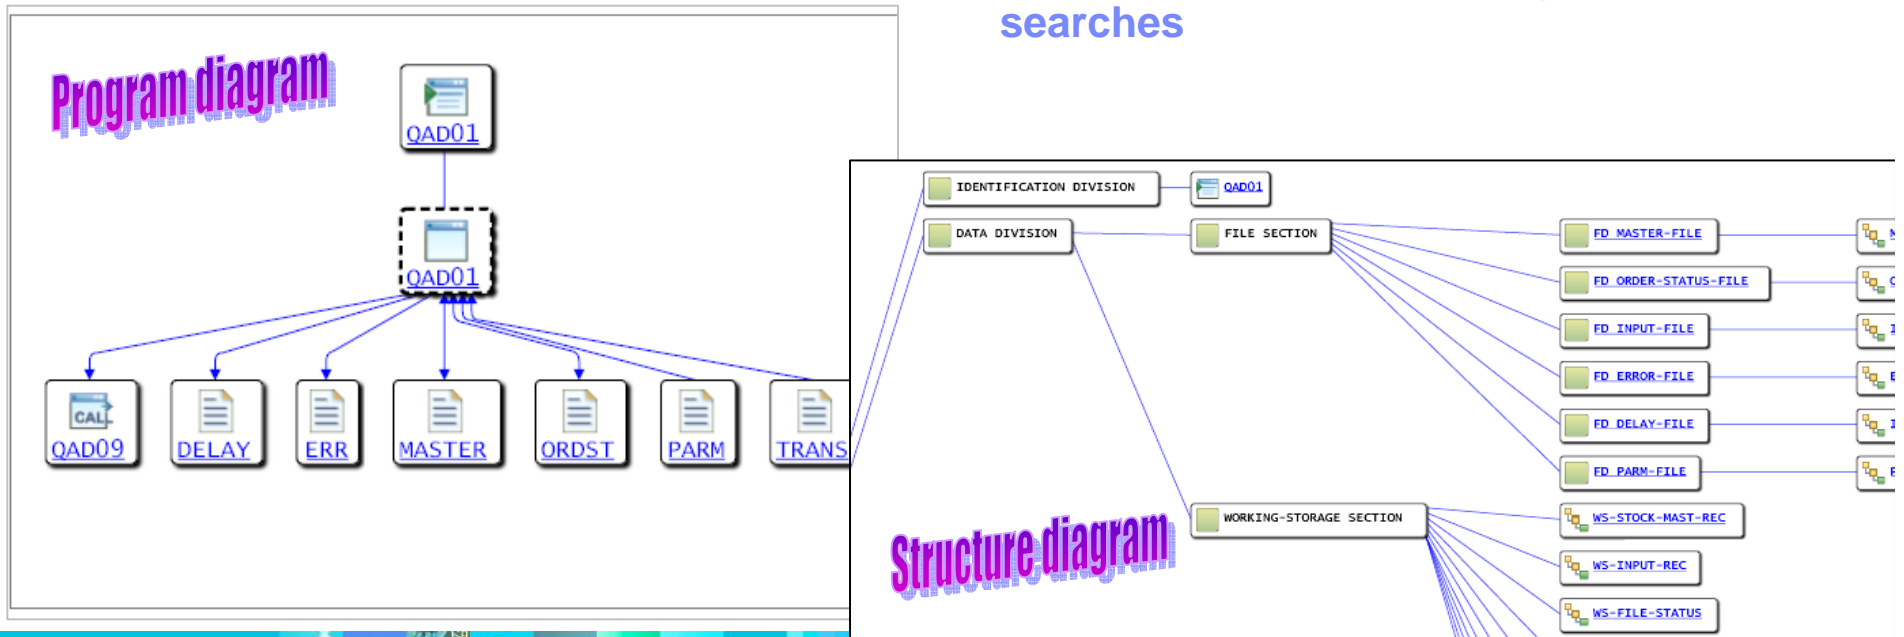 searches
Program diagram
QAD01
QAD01
CALL
QAD09
DELAY
ERR
MASTER
ORDST
PARM
TRANS
IDENTIFICATION DIVISION
QAD01
DATA DIVISION
FILE SECTION
FD MASTER-FILE
FD ORDER-STATUS-FILE
FD INPUT-FILE
FD ERROR-FILE
FD DELAY-FILE
FD PARM-FILE
WORKING-STORAGE SECTION
WS-STOCK-MAST-REC
WS-INPUT-REC
WS-FILE-STATUS
Structure diagram